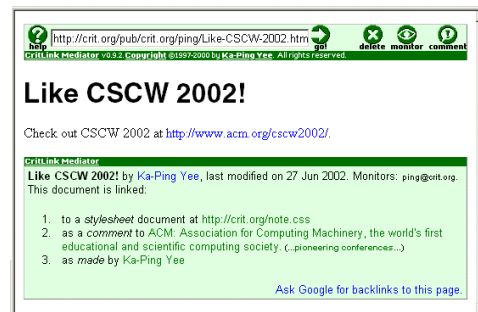 http://crit.org/pub/crit.org/ping/Like-CSCW-2002.htm
help go! delete monitor comment
CritLink Mediator v0.9.2 Copyright ©1997-2000 by Ka-Ping Yee. All rights reserved.
Like CSCW 2002!
Check out CSCW 2002 at http://www.acm.org/cscw2002/.
CritLink Mediator
Like CSCW 2002! by Ka-Ping Yee, last modified on 27 Jun 2002. Monitors: ping@crit.org.
This document is linked:
1. to a stylesheet document at http://crit.org/note.css
2. as a comment to ACM: Association for Computing Machinery, the world's first
educational and scientific computing society. (...pioneering conferences...)
3. as made by Ka-Ping Yee
Ask Google for backlinks to this page.